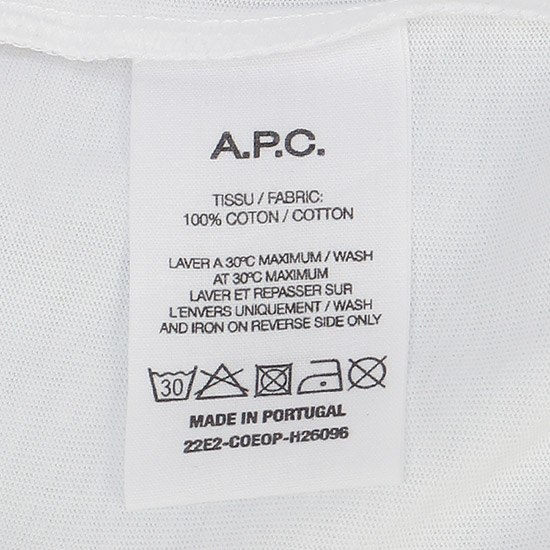 A.P.C.
TISSU / FABRIC:
100% COTON / COTTON
LAVER A 30ºC MAXIMUM / WASH
AT 30ºC MAXIMUM
LAVER ET REPASSER SUR
L'ENVERS UNIQUEMENT / WASH
AND IRON ON REVERSE SIDE ONLY
30
MADE IN PORTUGAL
22E2-COEOP-H26096